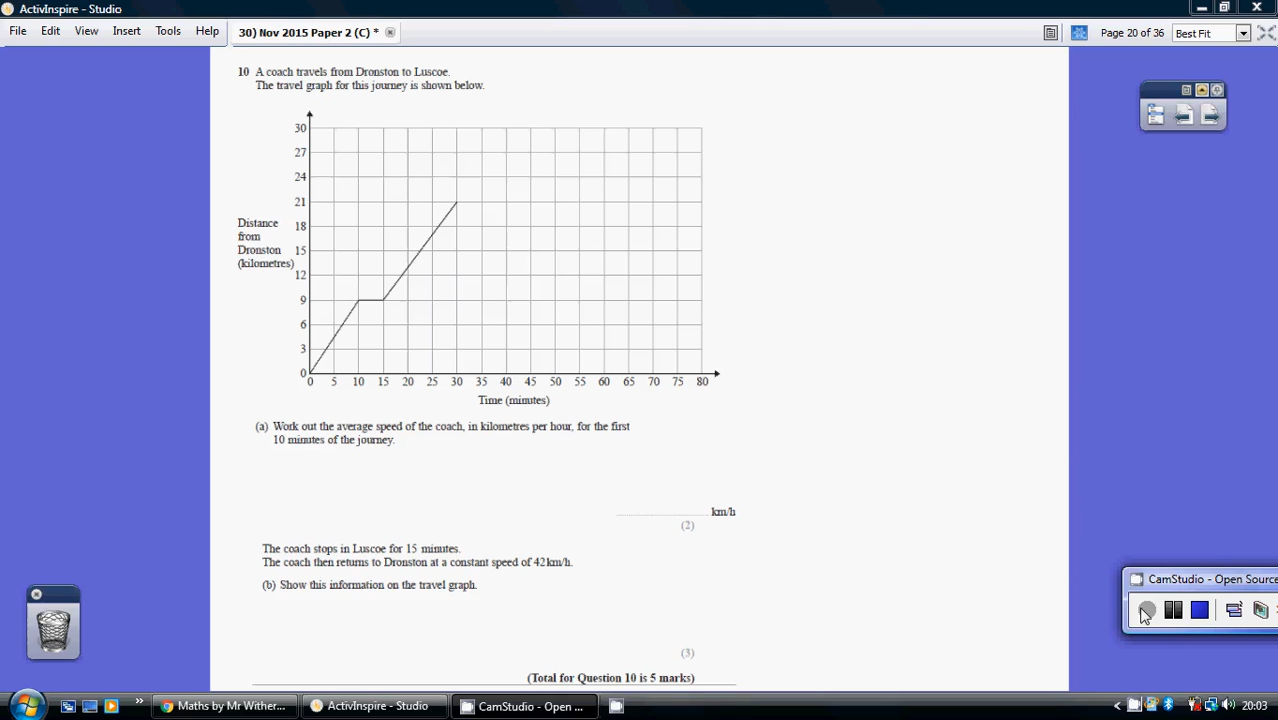 ActivInspire - Studio
File Edit View Insert Tools Help
30) Nov 2015 Paper 2 (C) *
Page 20 of 36
Best Fit
10 A coach travels from Dronston to Luscoe.
The travel graph for this journey is shown below.
30
27
24
21
18
15
12
9
6
3
0
Distance
from
Dronston
(kilometres)
0 5 10 15 20 25 30 35 40 45 50 55 60 65 70 75 80
Time (minutes)
(a) Work out the average speed of the coach, in kilometres per hour, for the first
10 minutes of the journey.
.............................. km/h
(2)
The coach stops in Luscoe for 15 minutes.
The coach then returns to Dronston at a constant speed of 42 km/h.
(b) Show this information on the travel graph.
(3)
(Total for Question 10 is 5 marks)
CamStudio - Open Source
Maths by Mr Wither...
ActivInspire - Studio
CamStudio - Open ...
20:03